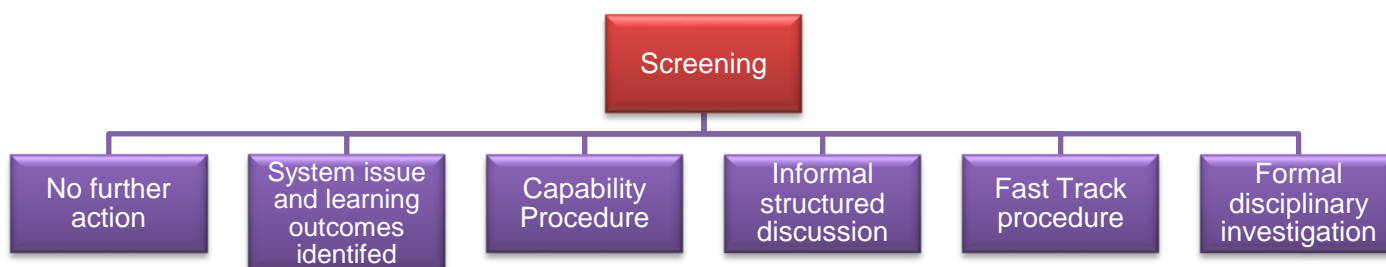 Screening
No further
action
System issue
and learning
outcomes
identifed
Capability
Procedure
Informal
structured
discussion
Fast Track
procedure
Formal
disciplinary
investigation